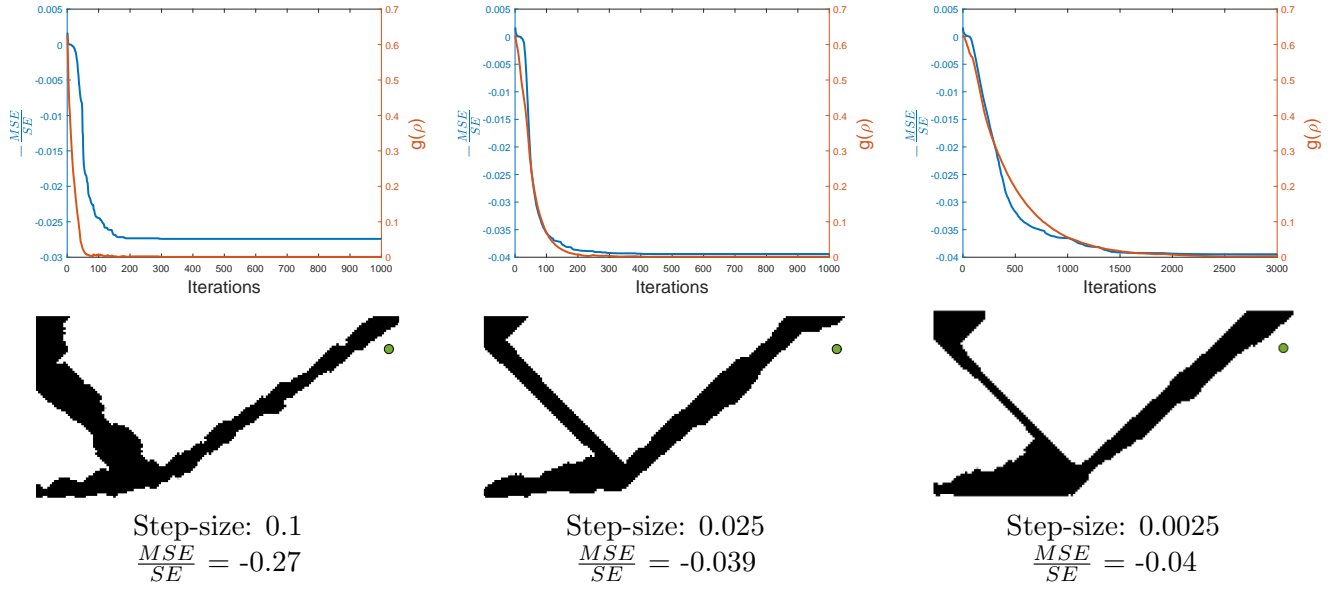 0.005
0
-0.005
-0.01
-0.015
-0.02
-0.025
-0.03
0.7
0.6
0.5
0.4
0.3
0.2
0.1
0
0 100 200 300 400 500 600 700 800 900 1000
− MSE / SE
g(ρ)
Iterations
0.005
0
-0.005
-0.01
-0.015
-0.02
-0.025
-0.03
-0.035
-0.04
0.7
0.6
0.5
0.4
0.3
0.2
0.1
0
0 100 200 300 400 500 600 700 800 900 1000
− MSE / SE
g(ρ)
Iterations
0.005
0
-0.005
-0.01
-0.015
-0.02
-0.025
-0.03
-0.035
-0.04
0.7
0.6
0.5
0.4
0.3
0.2
0.1
0
0 500 1000 1500 2000 2500 3000
− MSE / SE
g(ρ)
Iterations
Step-size: 0.1
MSE / SE = -0.27
Step-size: 0.025
MSE / SE = -0.039
Step-size: 0.0025
MSE / SE = -0.04